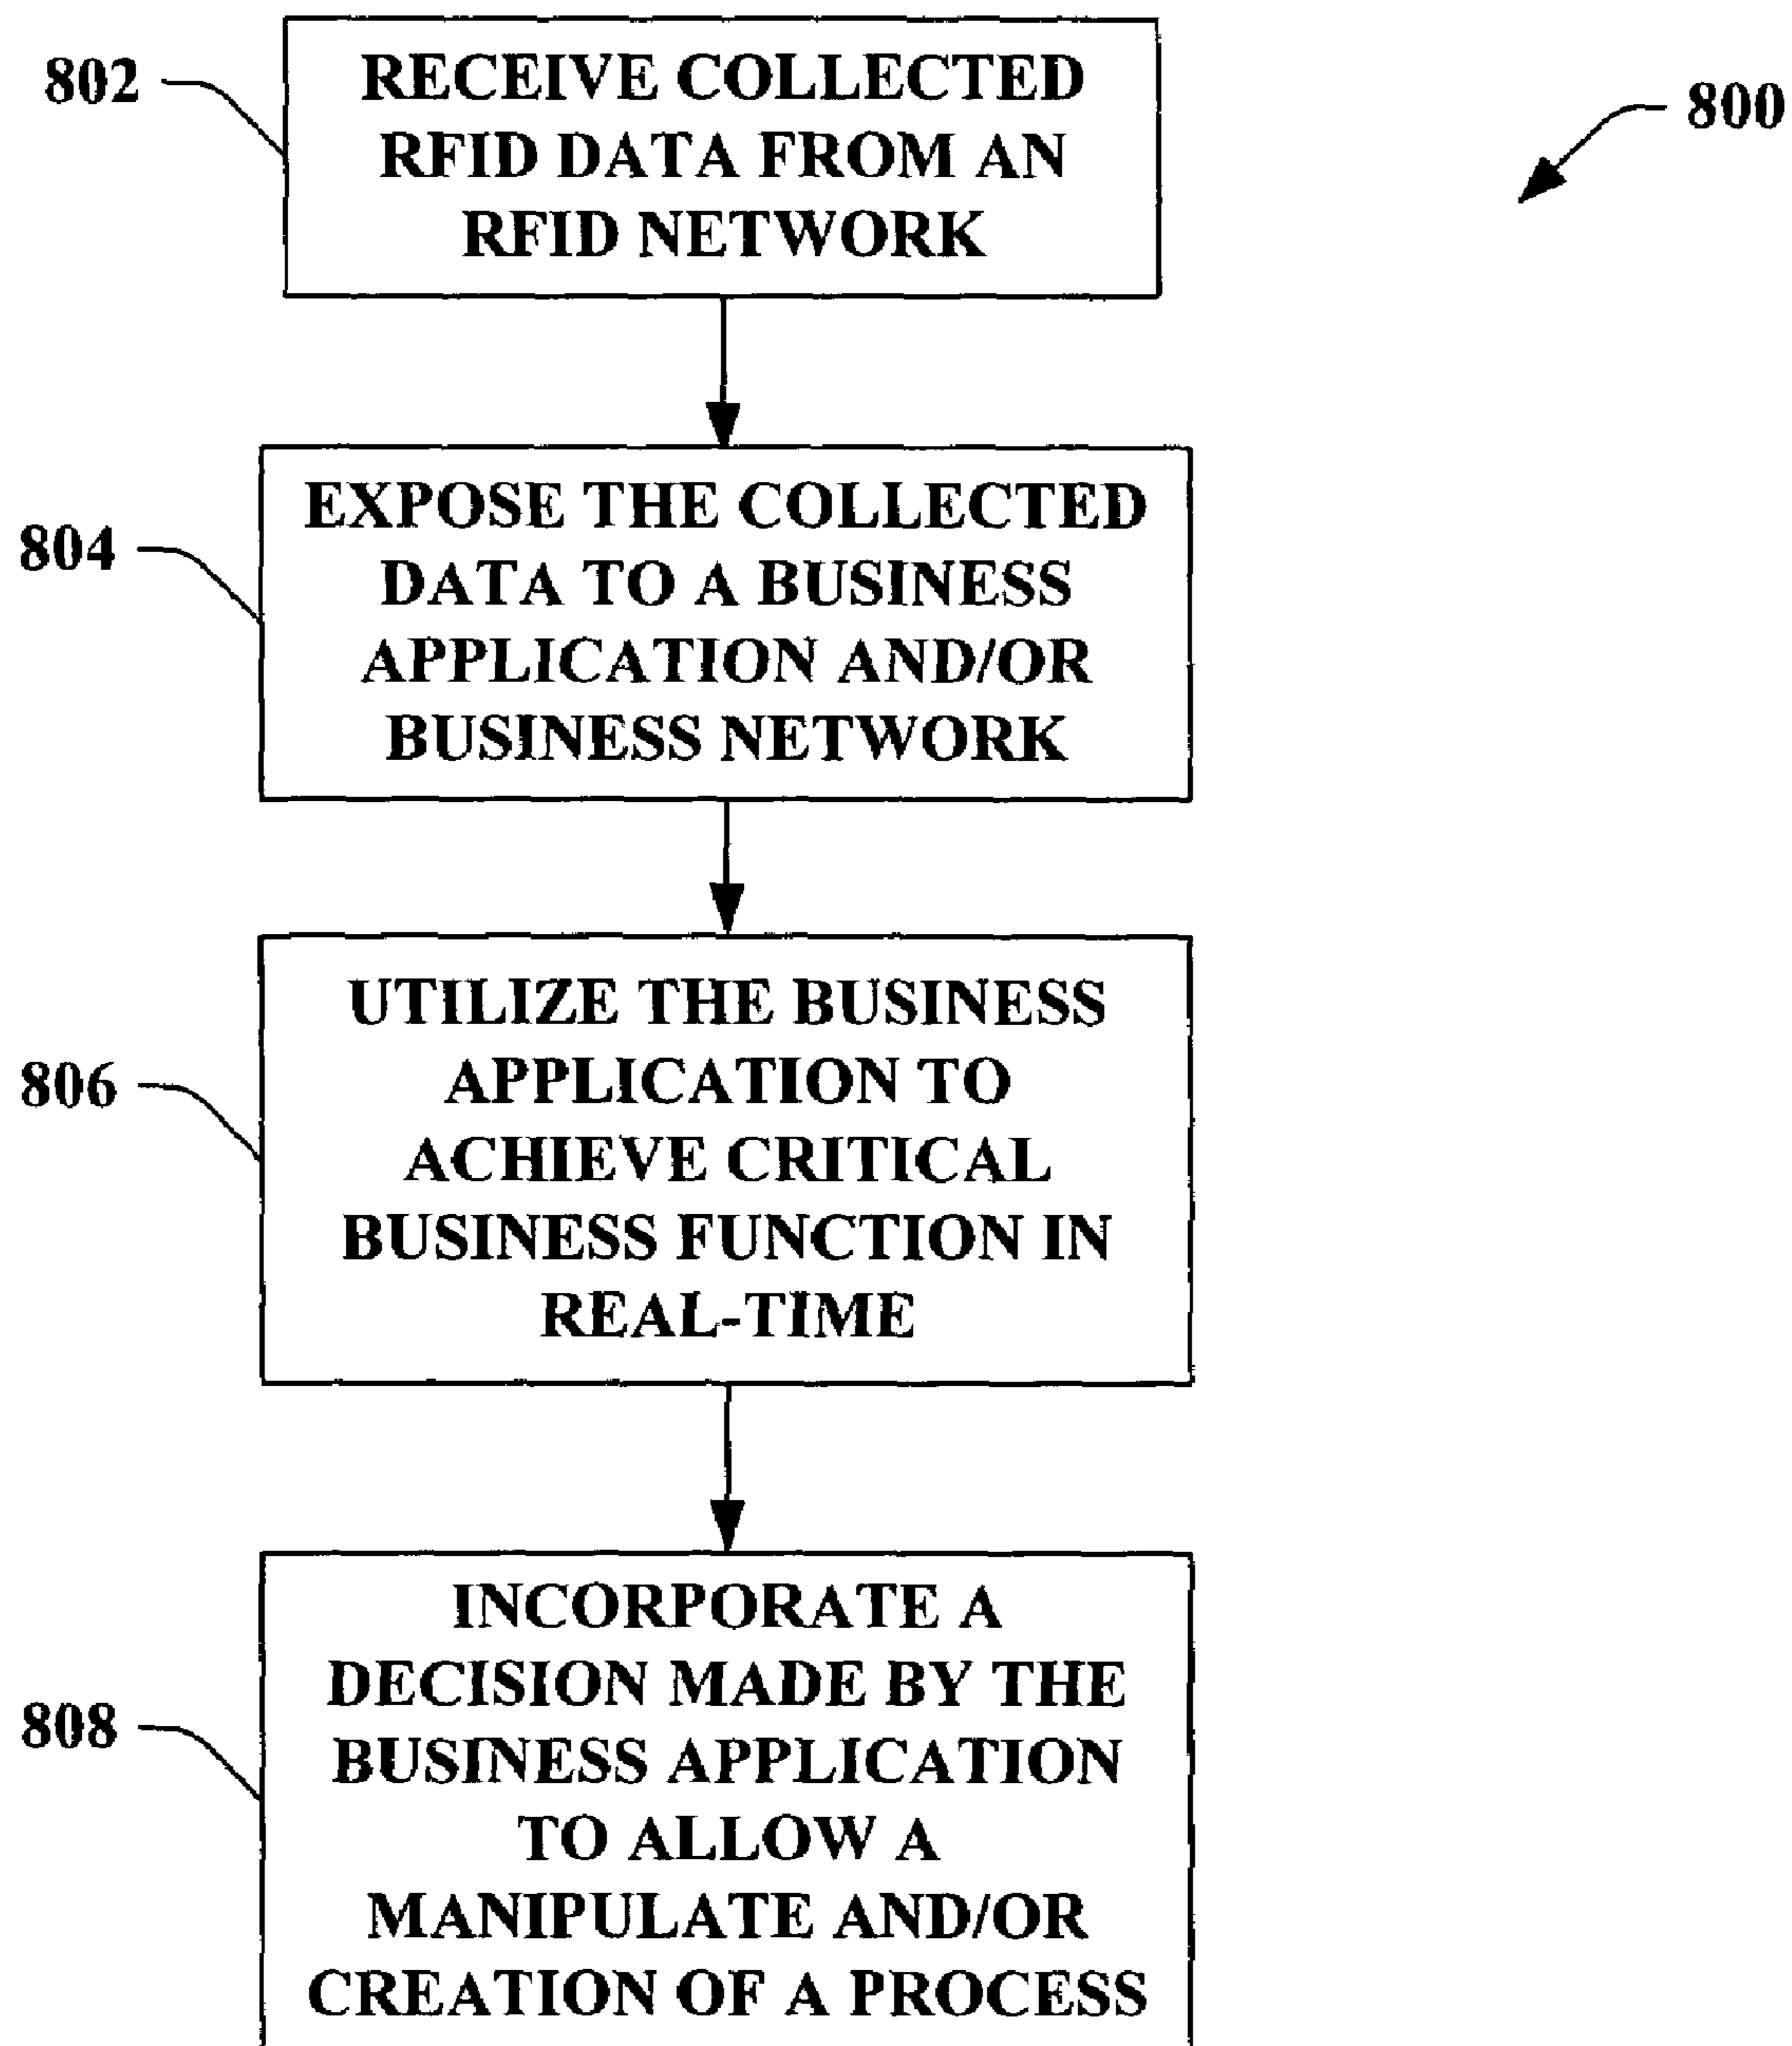 802
RECEIVE COLLECTED
RFID DATA FROM AN
RFID NETWORK
800
804
EXPOSE THE COLLECTED
DATA TO A BUSINESS
APPLICATION AND/OR
BUSINESS NETWORK
806
UTILIZE THE BUSINESS
APPLICATION TO
ACHIEVE CRITICAL
BUSINESS FUNCTION IN
REAL-TIME
808
INCORPORATE A
DECISION MADE BY THE
BUSINESS APPLICATION
TO ALLOW A
MANIPULATE AND/OR
CREATION OF A PROCESS